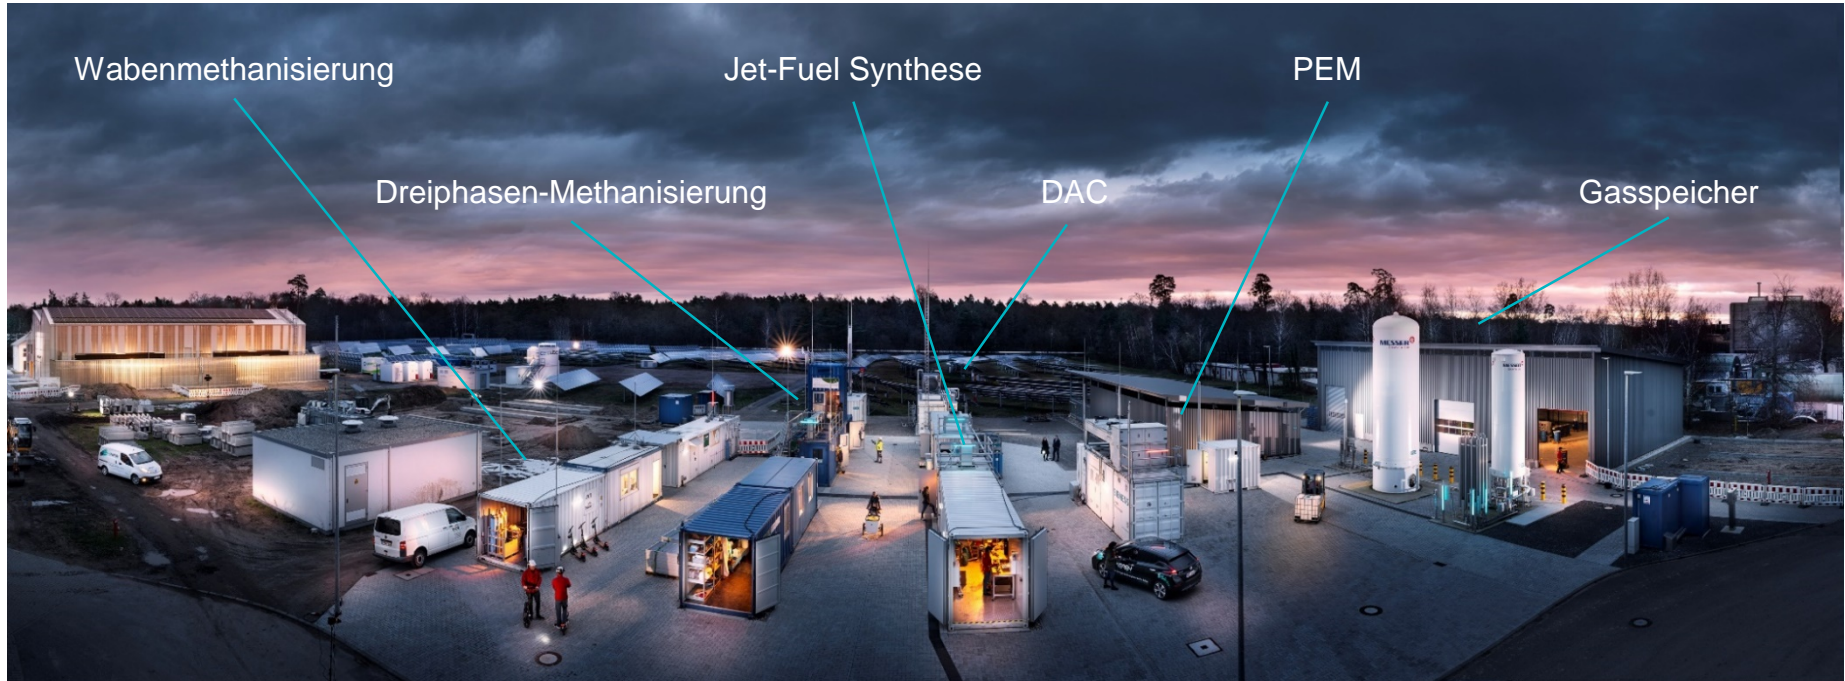 Wabenmethanisierung
Jet-Fuel Synthese
PEM
Dreiphasen-Methanisierung
DAC
Gasspeicher
MESSER